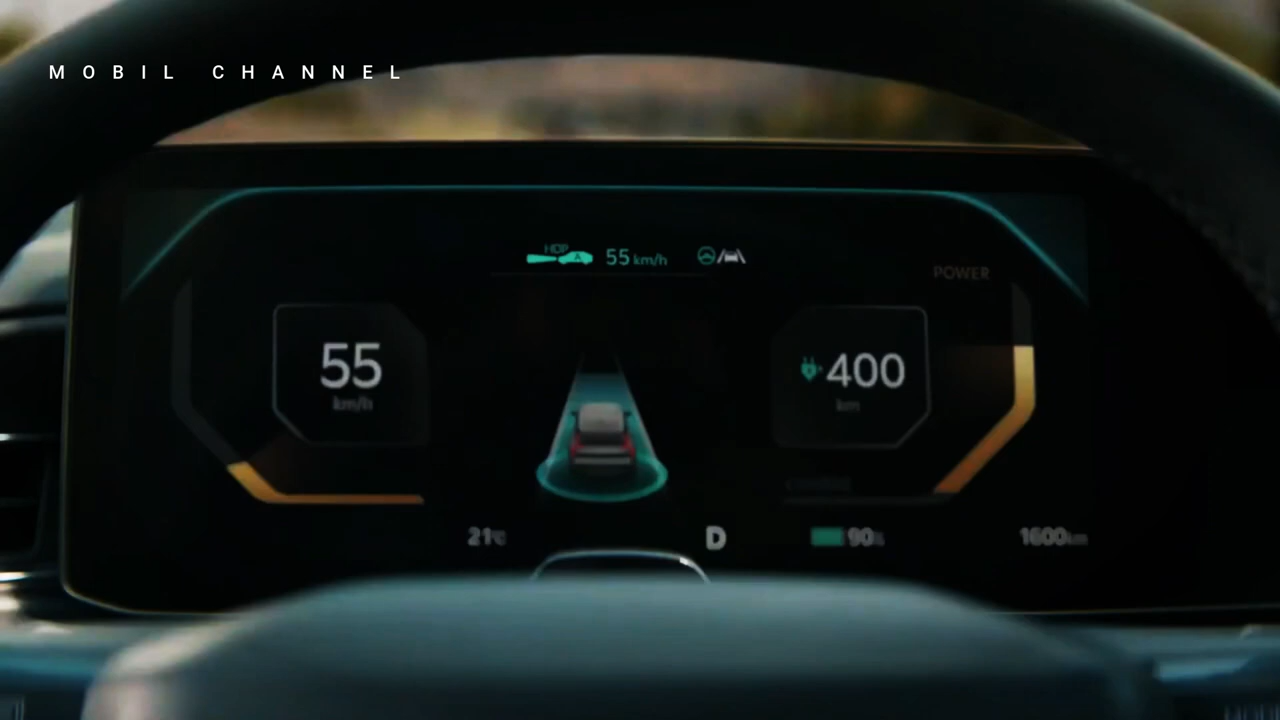 MOBIL CHANNEL
HDP
55 km/h
POWER
55
km/h
400
km
21°C
D
90%
1600km